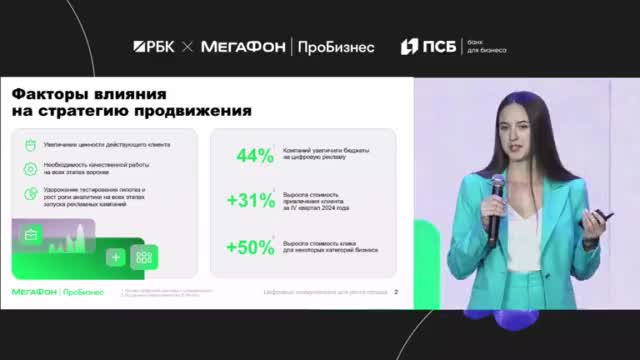 РБК × МЕГАФОН | ПроБизнес ПСБ | банк для бизнеса
Факторы влияния
на стратегию продвижения
Увеличение ценности действующего клиента
Необходимость качественной работы
на всех этапах воронки
Удорожание тестирования гипотез и
рост роли аналитики на всех этапах
запуска рекламных кампаний
44%
Компаний увеличили бюджеты
на цифровую рекламу
+31%
Выросла стоимость
привлечения клиента
за IV квартал 2024 года
+50%
Выросла стоимость клика
для некоторых категорий бизнеса
МЕГАФОН | ПроБизнес
Цифровые коммуникации для роста продаж 2